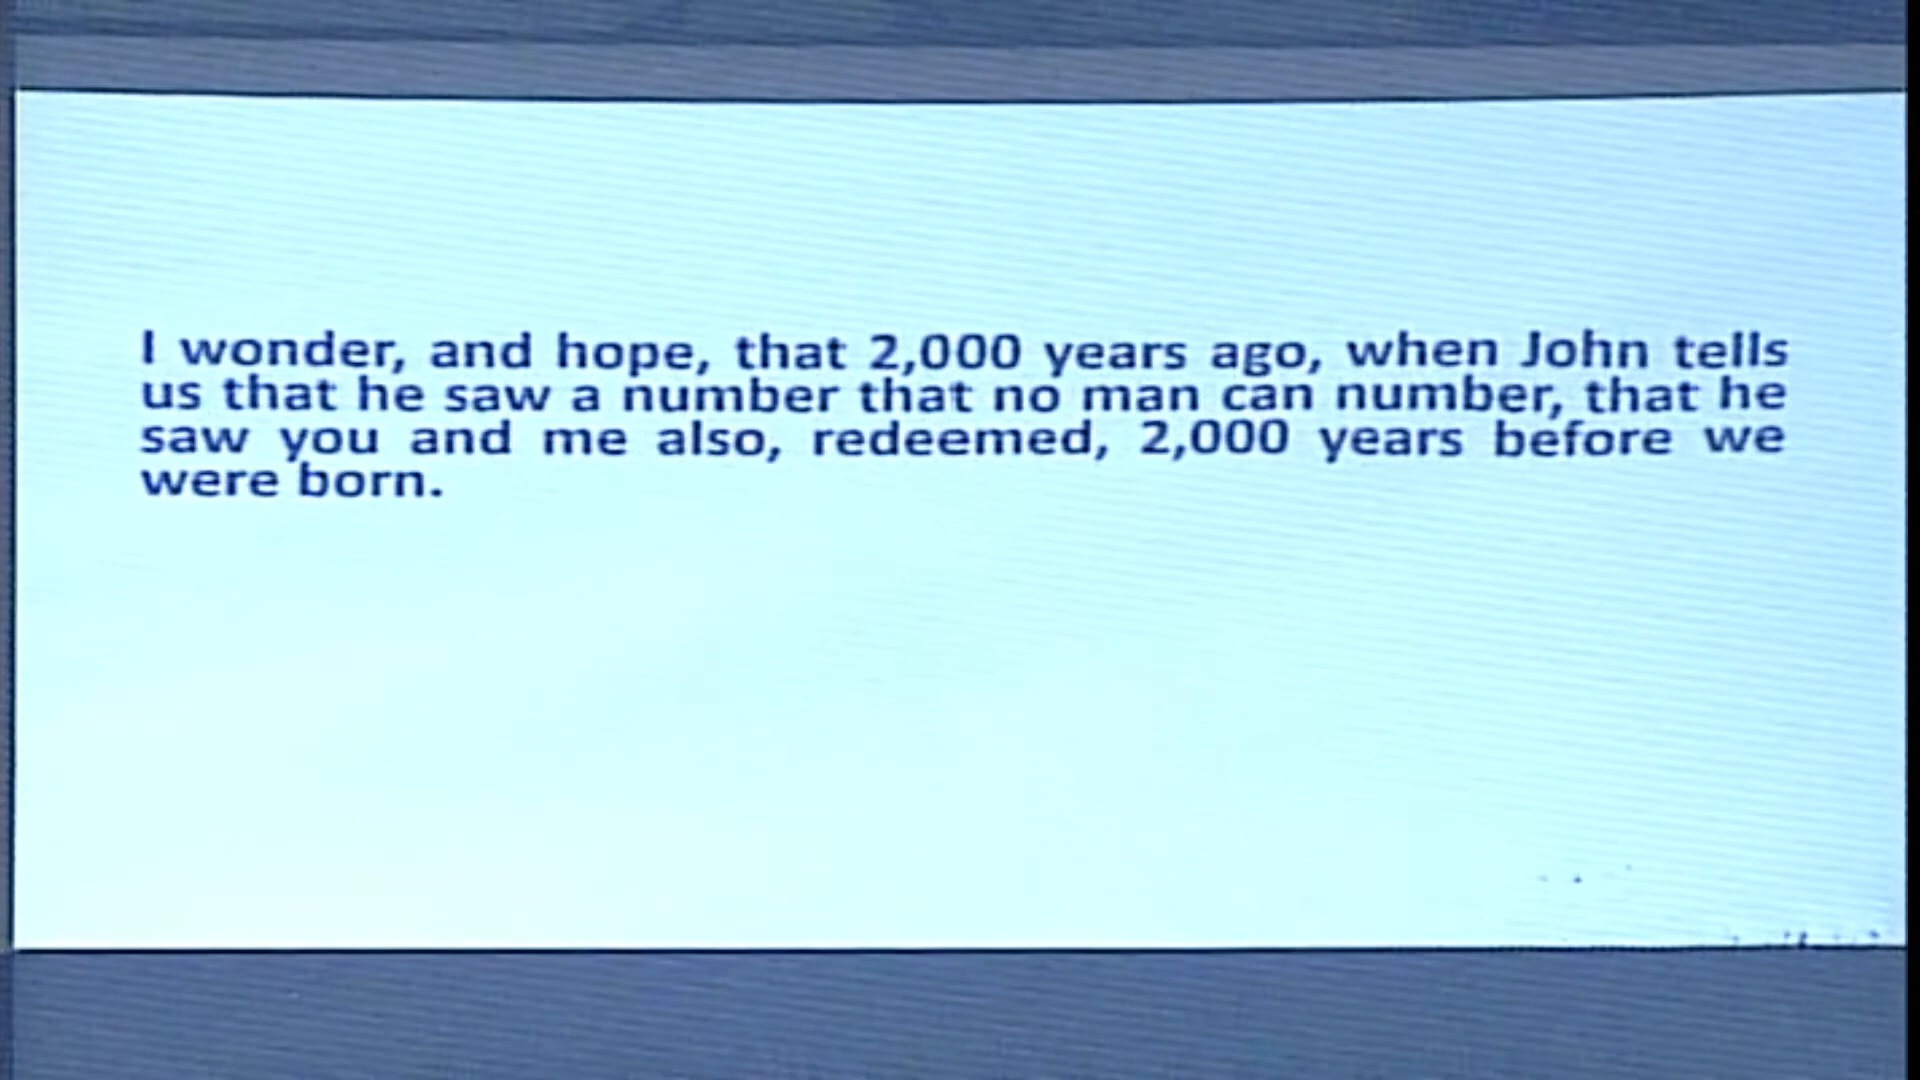 I wonder, and hope, that 2,000 years ago, when John tells
us that he saw a number that no man can number, that he
saw you and me also, redeemed, 2,000 years before we
were born.